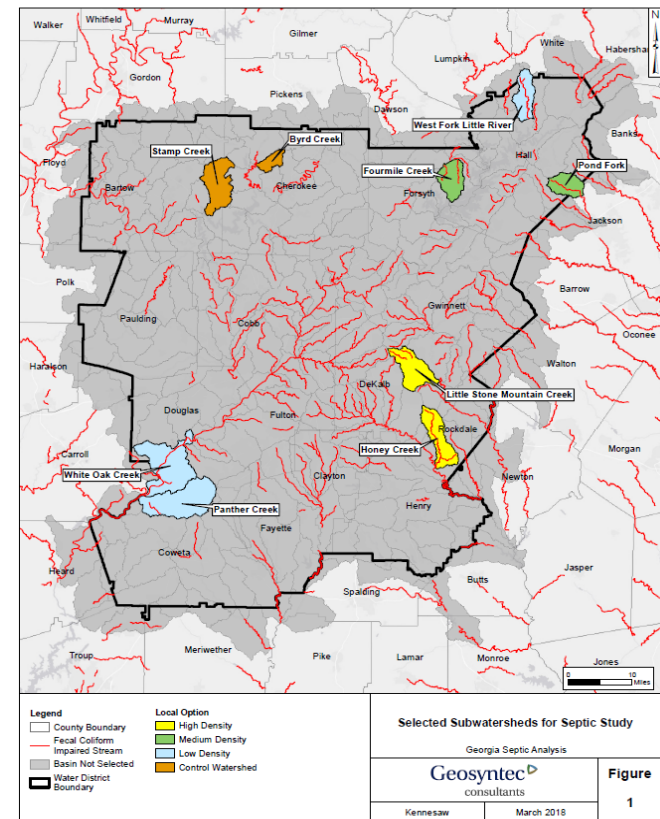 N
Walker
Whitfield
Murray
Gilmer
White
Habersham
Lumpkin
Gordon
Pickens
Dawson
Banks
West Fork Little River
Byrd Creek
Stamp Creek
Hall
Pond Fork
Floyd
Fourmile Creek
Bartow
Cherokee
Forsyth
Jackson
Polk
Barrow
Gwinnett
Paulding
Cobb
Oconee
Haralson
Walton
DeKalb
Little Stone Mountain Creek
Douglas
Fulton
Rockdale
Carroll
Honey Creek
Morgan
White Oak Creek
Clayton
Newton
Panther Creek
Henry
Fayette
Coweta
Heard
Butts
Jasper
Spalding
Meriwether
Troup
Pike
Lamar
Monroe
Jones
0 10
Miles
Legend
County Boundary
Fecal Coliform
Impaired Stream
Basin Not Selected
Water District
Boundary
Local Option
High Density
Medium Density
Low Density
Control Watershed
Selected Subwatersheds for Septic Study
Georgia Septic Analysis
Geosyntec
consultants
Kennesaw
March 2018
Figure
1